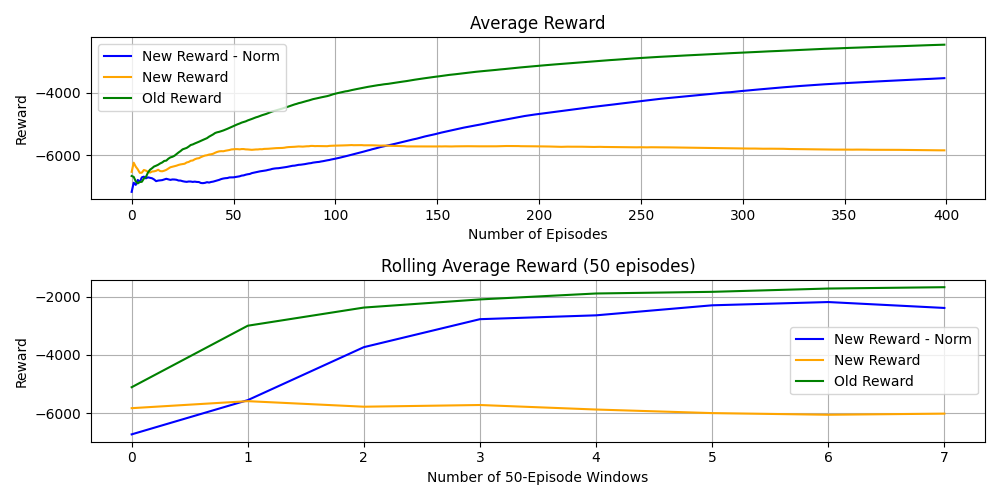 Average Reward
New Reward - Norm
New Reward
Old Reward
Reward
−4000
−6000
0 50 100 150 200 250 300 350 400
Number of Episodes
Rolling Average Reward (50 episodes)
−2000
−4000
−6000
Reward
New Reward - Norm
New Reward
Old Reward
0 1 2 3 4 5 6 7
Number of 50-Episode Windows